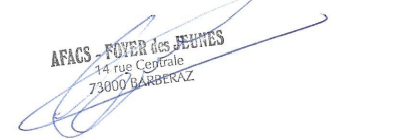 AFACS - FOYER des JEUNES
14 rue Centrale
73000 BARBERAZ